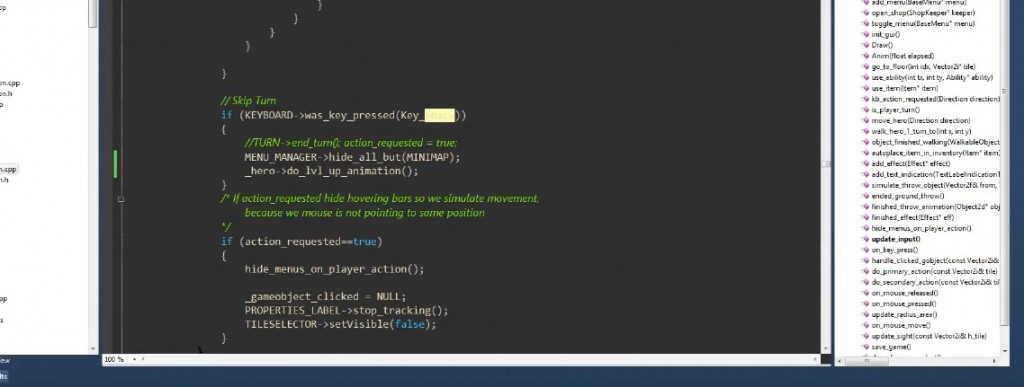 on.cpp
on.h
n.cpp
n.h
}
}
}
}
}
// Skip Turn
if (KEYBOARD->was_key_pressed(Key_
))
{
//TURN->end_turn(); action_requested = true;
MENU_MANAGER->hide_all_but(MINIMAP);
_hero->do_lvl_up_animation();
}
/* If action_requested hide hovering bars so we simulate movement,
because we mouse is not pointing to same position
*/
if (action_requested==true)
{
hide_menus_on_player_action();
_gameobject_clicked = NULL;
PROPERTIES_LABEL->stop_tracking();
TILESELECTOR->setVisible(false);
}
100 %
add_menu(BaseMenu* menu)
open_shop(ShopKeeper* keeper)
toggle_menu(BaseMenu* menu)
init_gui()
Draw()
Anim(float elapsed)
go_to_floor(int idx, Vector2i* tile)
use_ability(int tx, int ty, Ability* ability)
use_item(Item* item)
kb_action_requested(Direction direction)
is_player_turn()
move_hero(Direction direction)
walk_hero_1_turn_to(int x, int y)
object_finished_walking(WalkableObject
autoplace_item_in_inventory(Item* item)
add_effect(Effect* effect)
add_text_indication(TextLabelIndication
simulate_throw_object(Vector2f& from,
ended_ground_throw()
finished_throw_animation(Object2d* obj
finished_effect(Effect* eff)
hide_menus_on_player_action()
update_input()
on_key_press()
handle_clicked_gobject(const Vector2i&
do_primary_action(const Vector2i& tile)
do_secondary_action(const Vector2i& til
on_mouse_released()
on_mouse_pressed()
update_radius_area()
on_mouse_move()
update_sight(const Vector2i& h_tile)
save_game()